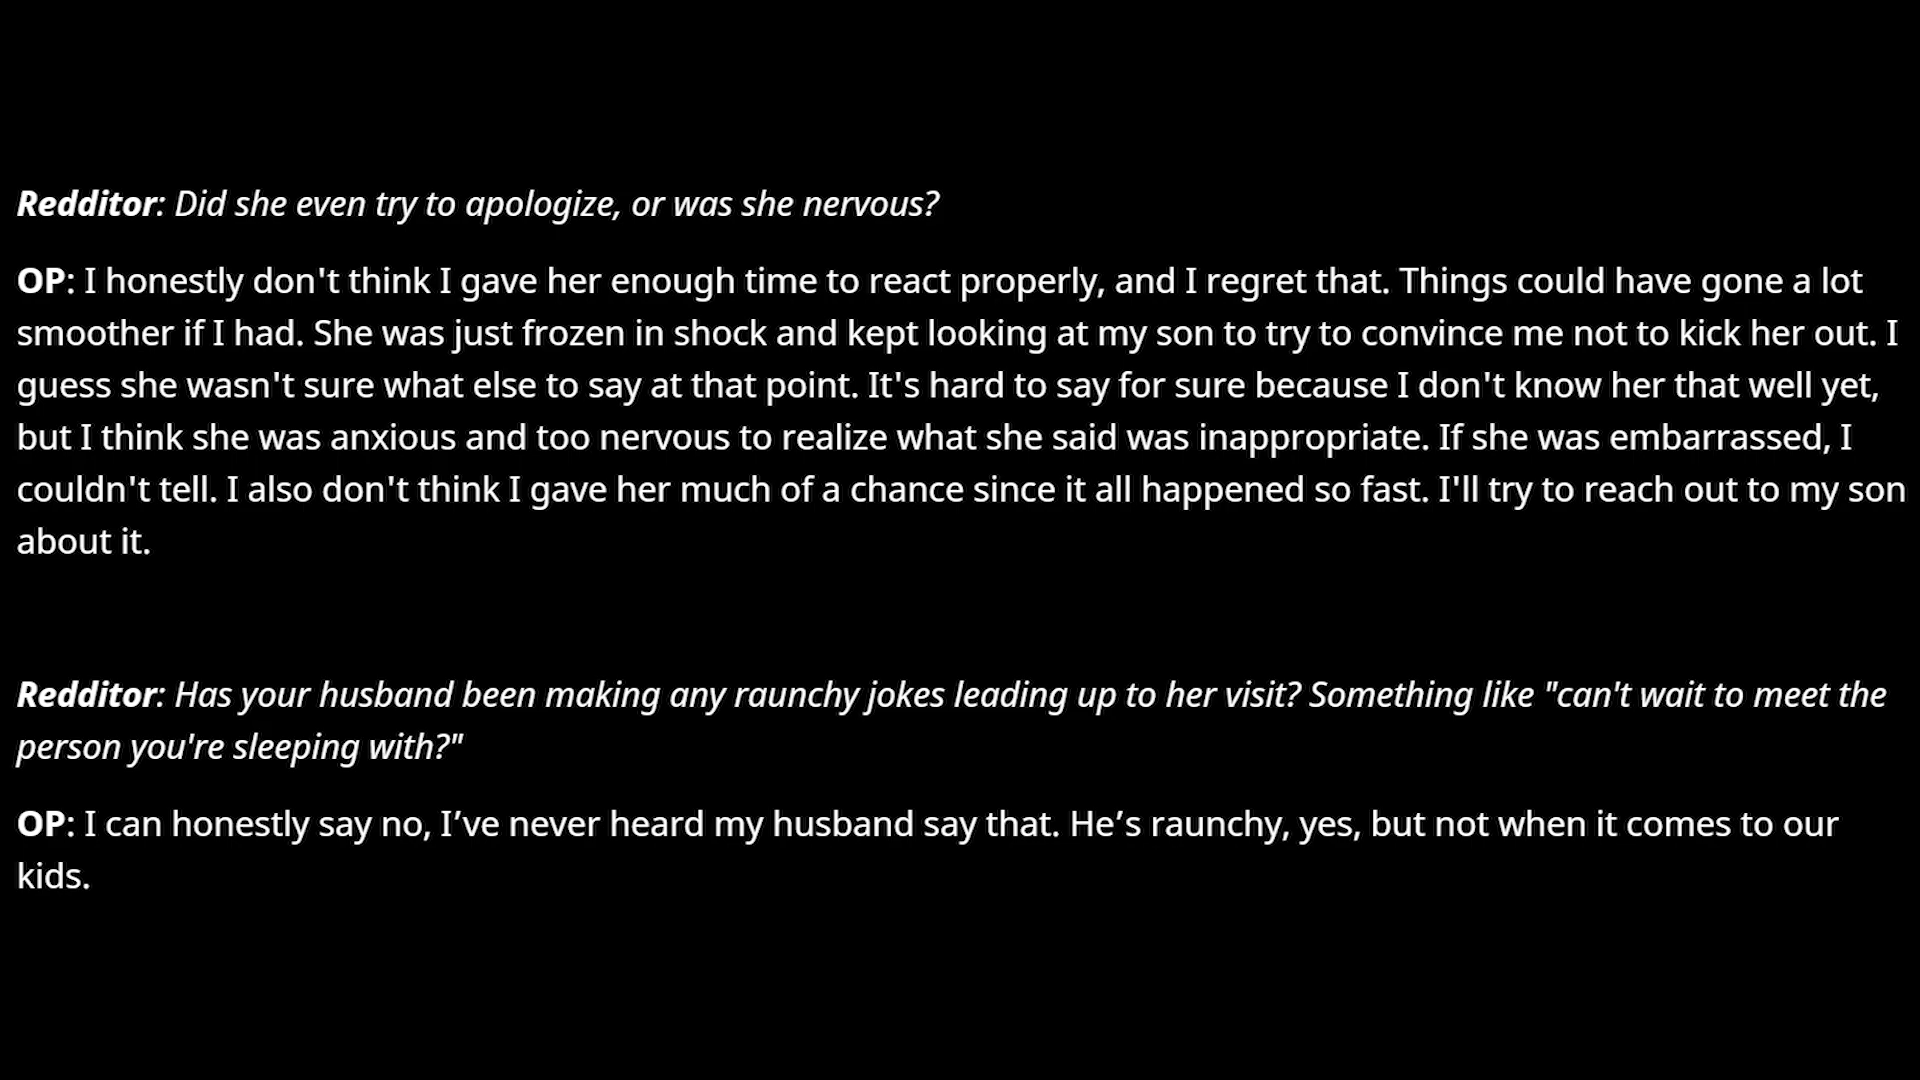 Redditor: Did she even try to apologize, or was she nervous?
OP: I honestly don't think I gave her enough time to react properly, and I regret that. Things could have gone a lot
smoother if I had. She was just frozen in shock and kept looking at my son to try to convince me not to kick her out. I
guess she wasn't sure what else to say at that point. It's hard to say for sure because I don't know her that well yet,
but I think she was anxious and too nervous to realize what she said was inappropriate. If she was embarrassed, I
couldn't tell. I also don't think I gave her much of a chance since it all happened so fast. I'll try to reach out to my son
about it.
Redditor: Has your husband been making any raunchy jokes leading up to her visit? Something like "can't wait to meet the
person you're sleeping with?"
OP: I can honestly say no, I’ve never heard my husband say that. He’s raunchy, yes, but not when it comes to our
kids.